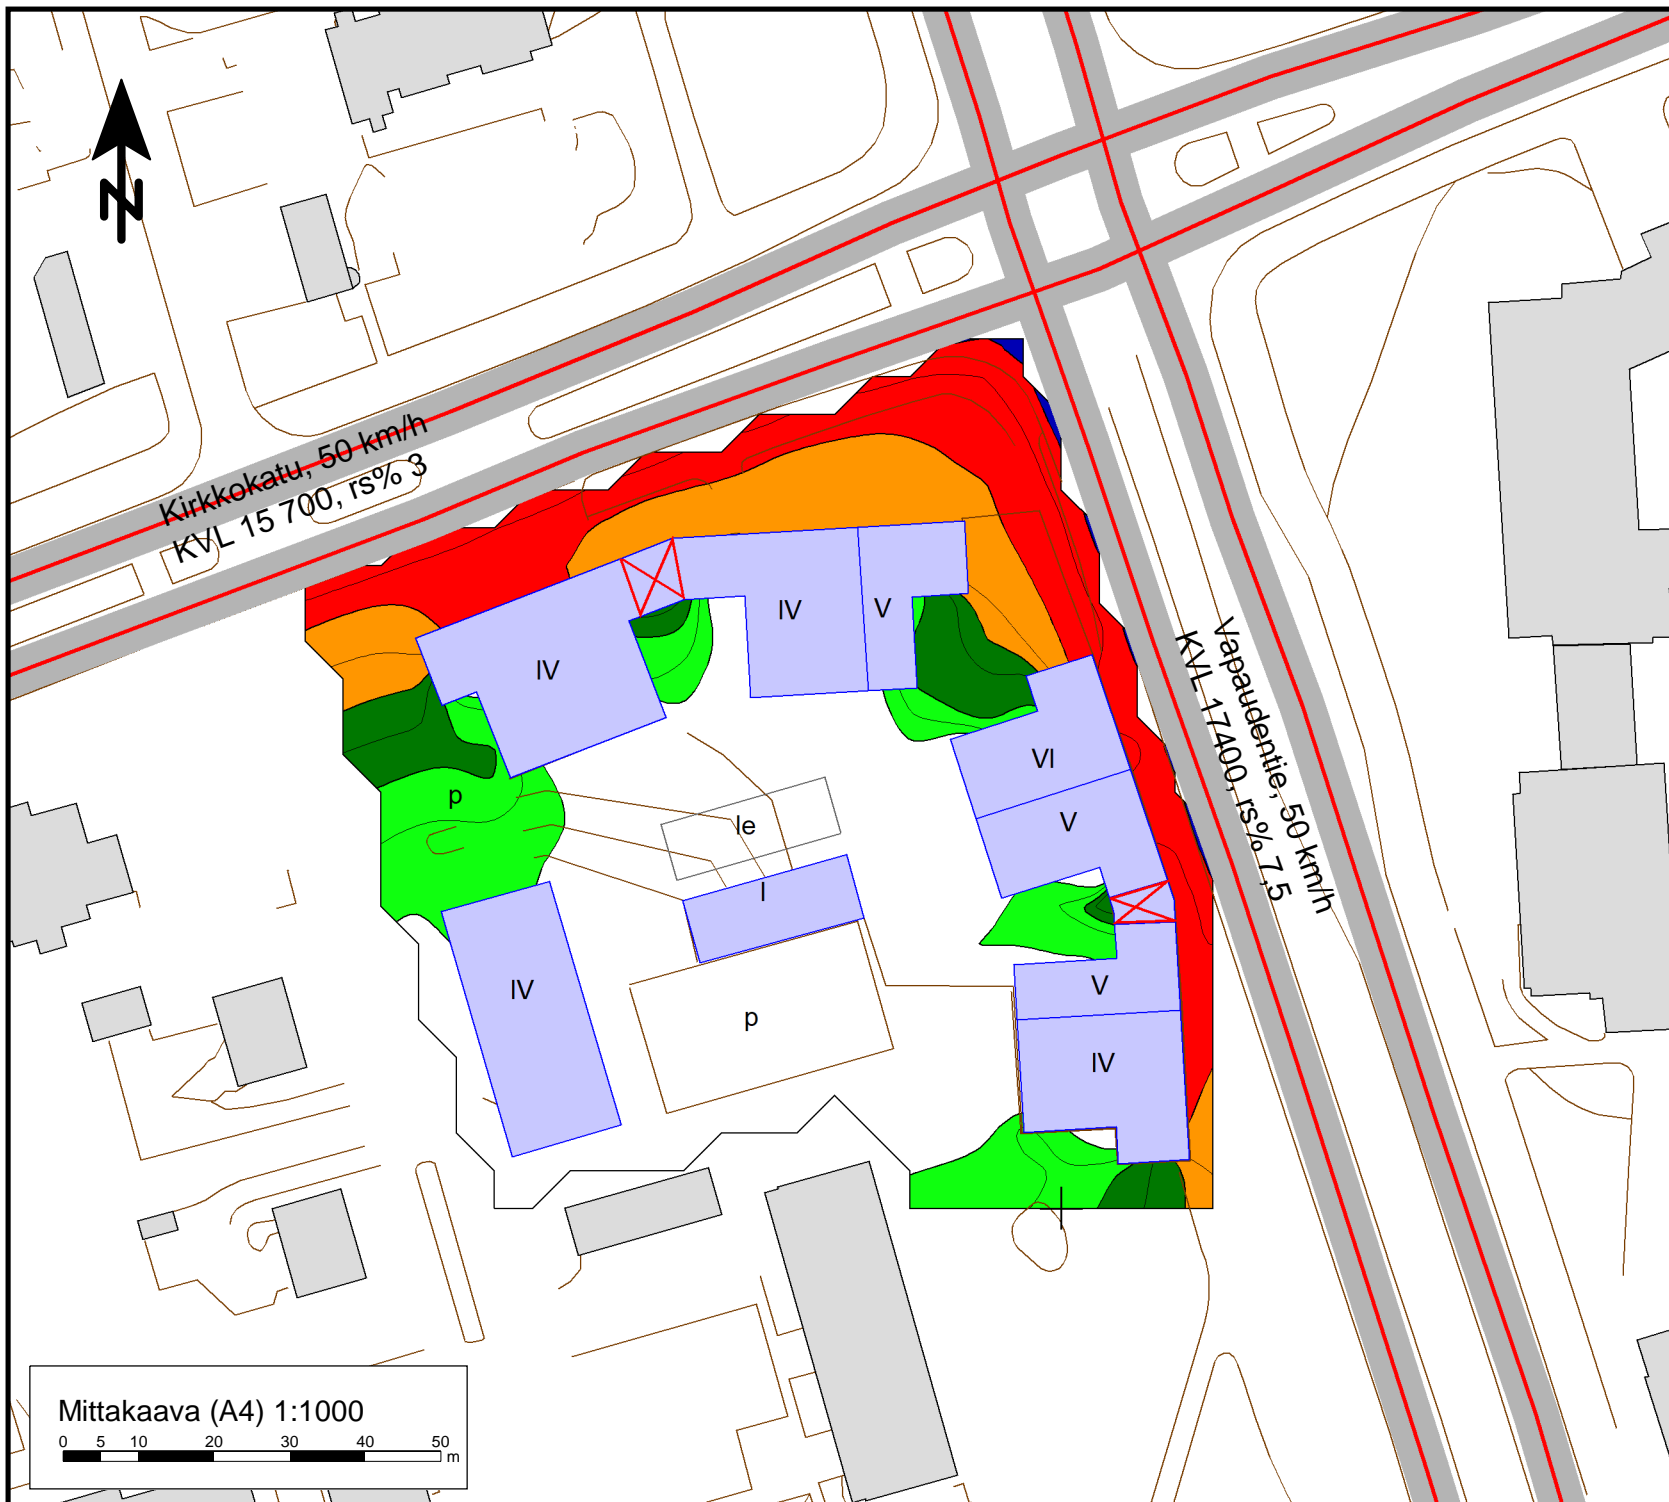 N
Kirkkokatu, 50 km/h
KVL 15 700, rs% 3
Vapaudentie, 50 km/h
KVL 17400, rs% 7,5
IV
V
IV
VI
p
V
le
I
V
IV
p
IV
Mittakaava (A4) 1:1000
0 5 10 20 30 40 50
m